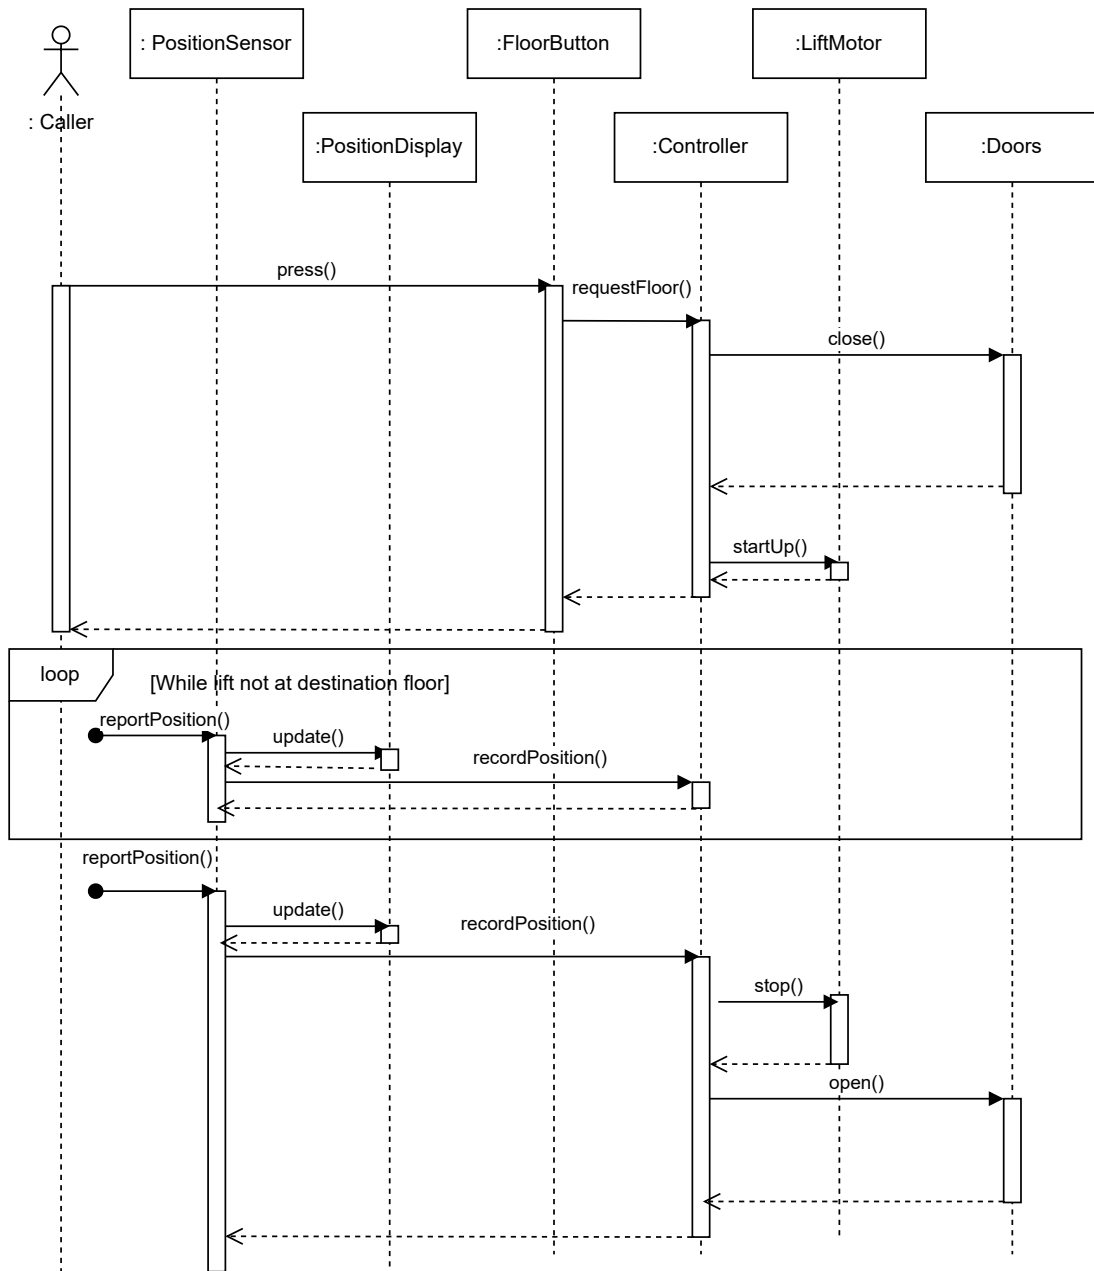 : PositionSensor
:FloorButton
:LiftMotor
: Caller
:PositionDisplay
:Controller
:Doors
press()
requestFloor()
close()
startUp()
loop
[While lift not at destination floor]
reportPosition()
update()
recordPosition()
reportPosition()
update()
recordPosition()
stop()
open()